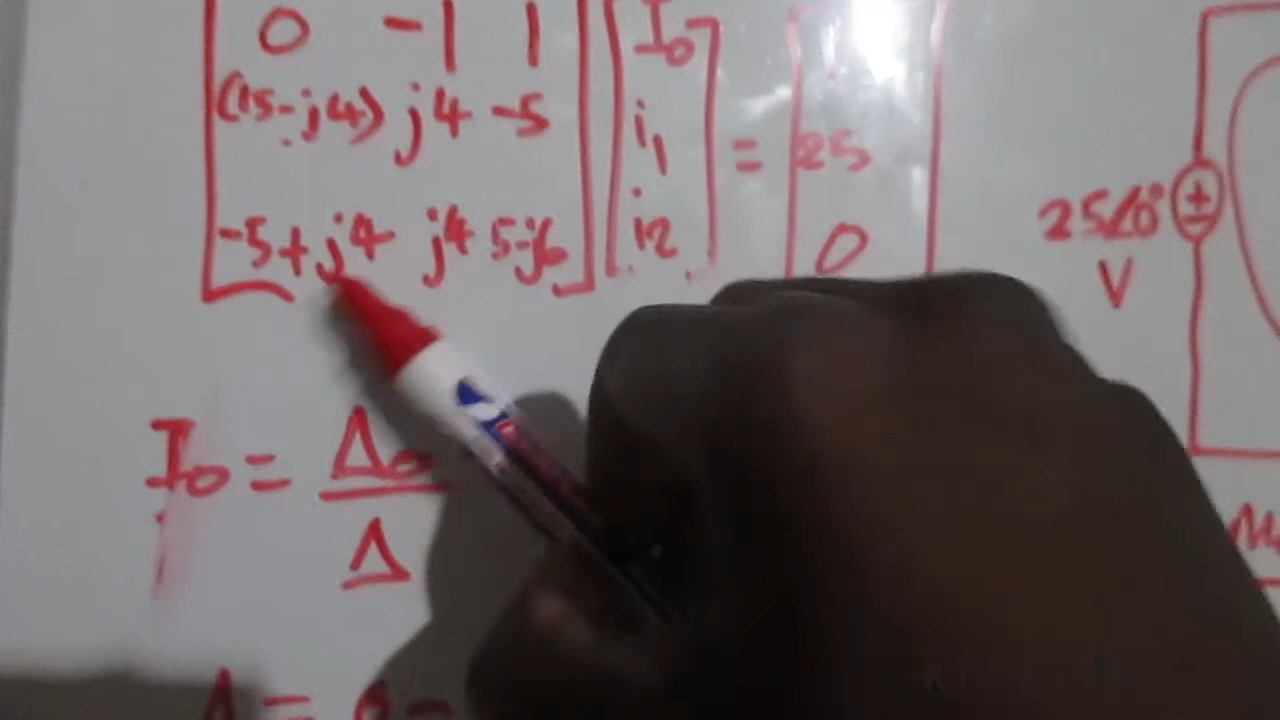 0 -1 1 I₀
(15-j4) j4 -5 i₁ = 25
-5+j4 j4 5-j6 i2 0
25∠0°
V
I₀ = Δ₀
Δ
Δ = 0